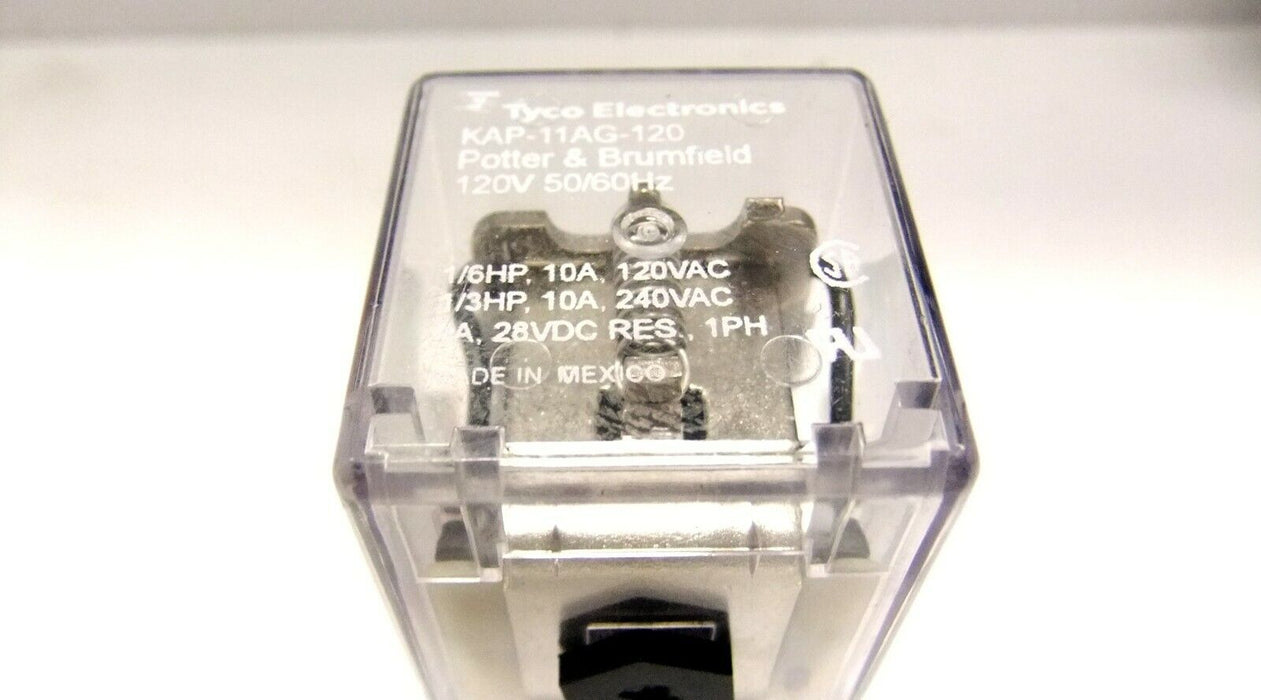 Tyco Electronics
KAP-11AG-120
Potter & Brumfield
120V 50/60Hz
1/6HP, 10A, 120VAC
1/3HP, 10A, 240VAC
A, 28VDC RES., 1PH
ADE IN MEXICO